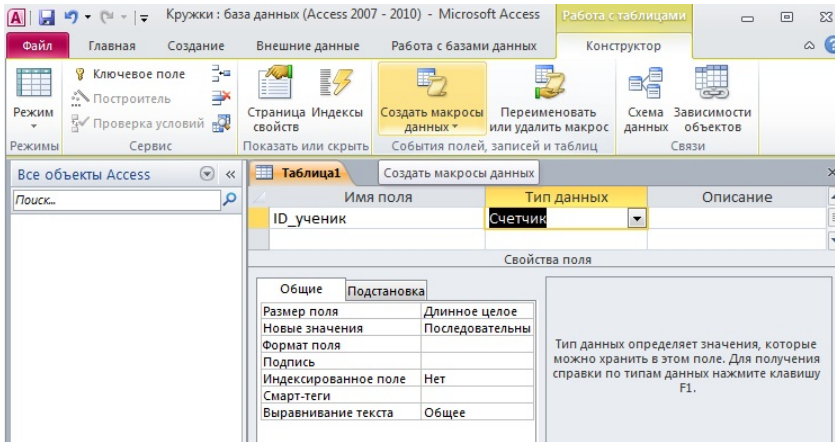 Кружки : база данных (Access 2007 - 2010) - Microsoft Access
Работа с таблицами
Файл Главная Создание Внешние данные Работа с базами данных Конструктор
Режим
Ключевое поле
Построитель
Проверка условий
Страница свойств
Индексы
Создать макросы данных
Переименовать или удалить макрос
Схема данных
Зависимости объектов
Режимы Сервис Показать или скрыть События полей, записей и таблиц Связи
Все объекты Access
Поиск...
Таблица1
Создать макросы данных
Имя поля Тип данных Описание
ID_ученик Счетчик
Свойства поля
Общие Подстановка
Размер поля Длинное целое
Новые значения Последовательны
Формат поля
Подпись
Индексированное поле Нет
Смарт-теги
Выравнивание текста Общее
Тип данных определяет значения, которые
можно хранить в этом поле. Для получения
справки по типам данных нажмите клавишу
F1.